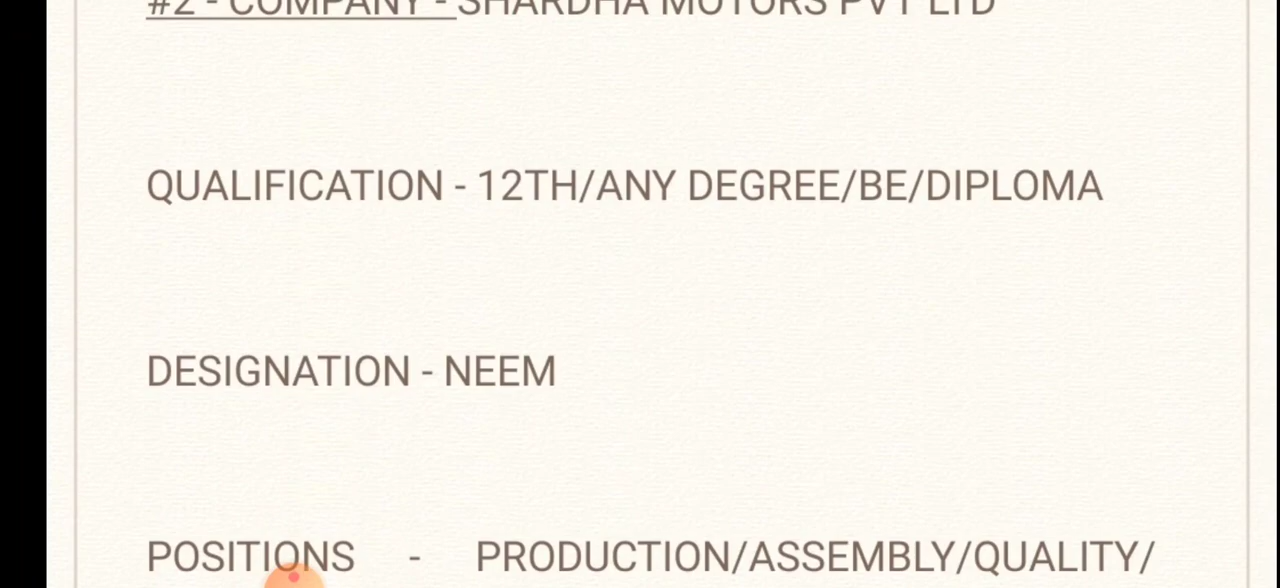 #2 - COMPANY - SHARDHA MOTORS PVT LTD
QUALIFICATION - 12TH/ANY DEGREE/BE/DIPLOMA
DESIGNATION - NEEM
POSITIONS - PRODUCTION/ASSEMBLY/QUALITY/